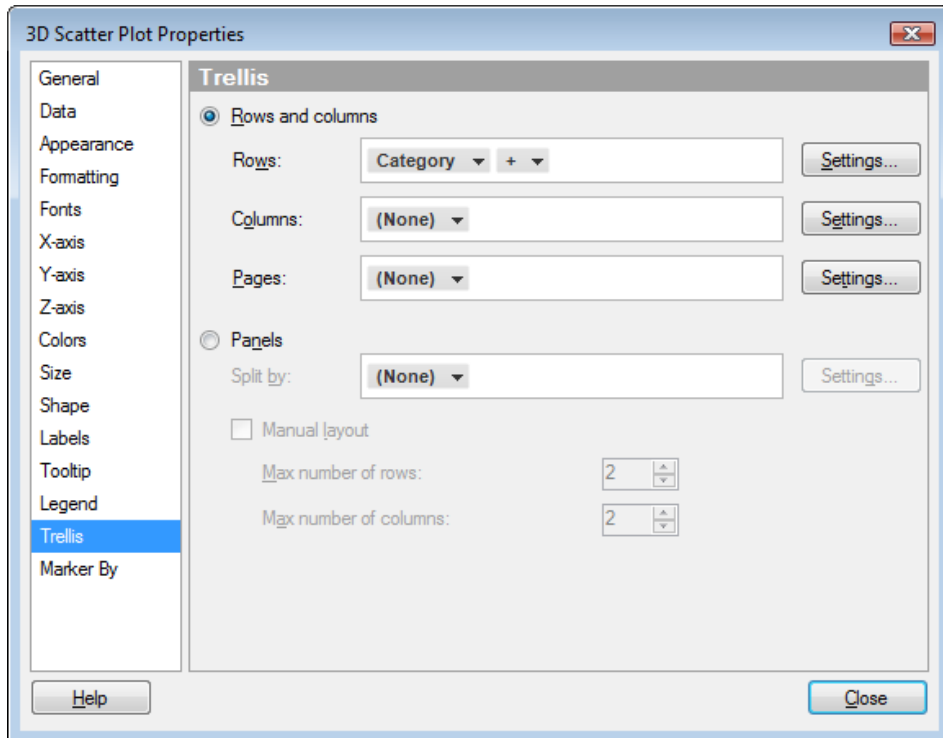 3D Scatter Plot Properties
General
Data
Appearance
Formatting
Fonts
X-axis
Y-axis
Z-axis
Colors
Size
Shape
Labels
Tooltip
Legend
Trellis
Marker By
Trellis
Rows and columns
Rows: Category + Settings...
Columns: (None) Settings...
Pages: (None) Settings...
Panels
Split by: (None) Settings...
Manual layout
Max number of rows: 2
Max number of columns: 2
Help Close